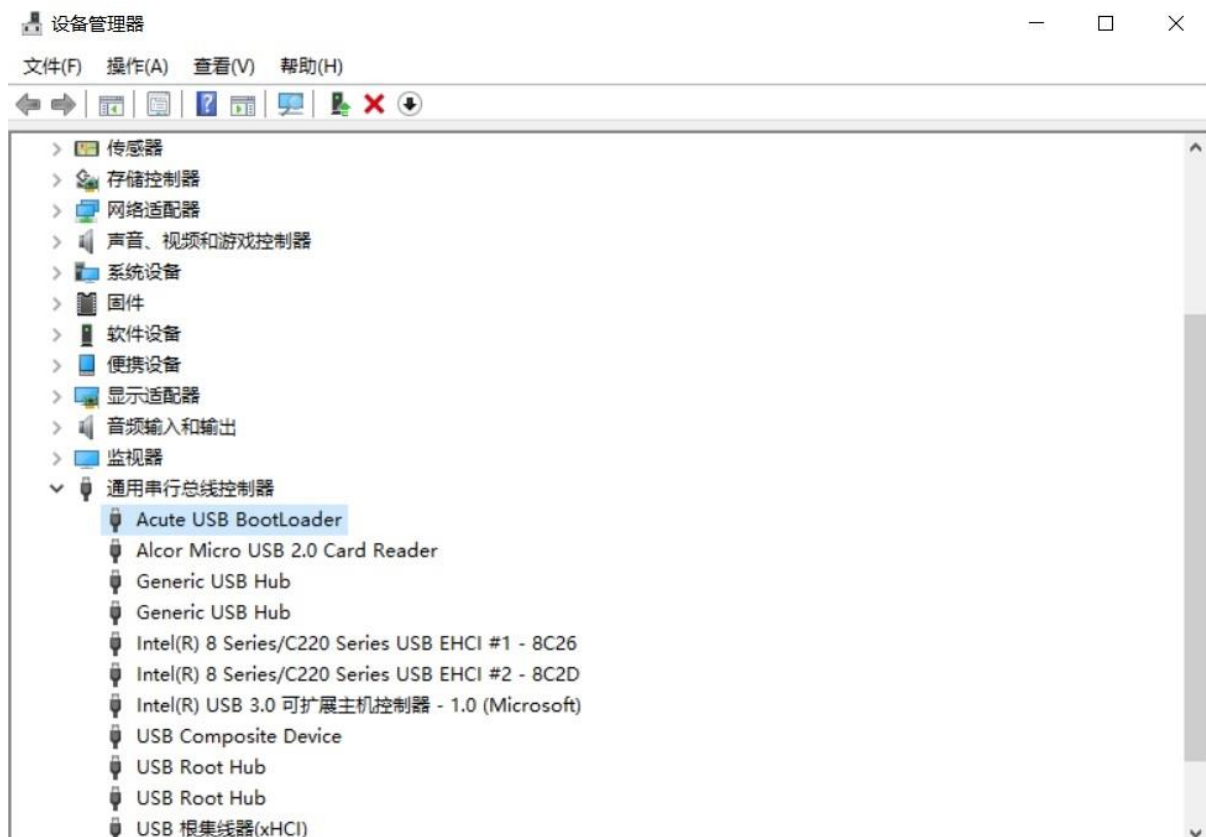 设备管理器
文件(F) 操作(A) 查看(V) 帮助(H)
传感器
存储控制器
网络适配器
声音、视频和游戏控制器
系统设备
固件
软件设备
便携设备
显示适配器
音频输入和输出
监视器
通用串行总线控制器
Acute USB BootLoader
Alcor Micro USB 2.0 Card Reader
Generic USB Hub
Generic USB Hub
Intel(R) 8 Series/C220 Series USB EHCI #1 - 8C26
Intel(R) 8 Series/C220 Series USB EHCI #2 - 8C2D
Intel(R) USB 3.0 可扩展主机控制器 - 1.0 (Microsoft)
USB Composite Device
USB Root Hub
USB Root Hub
USB 根集线器(xHCI)